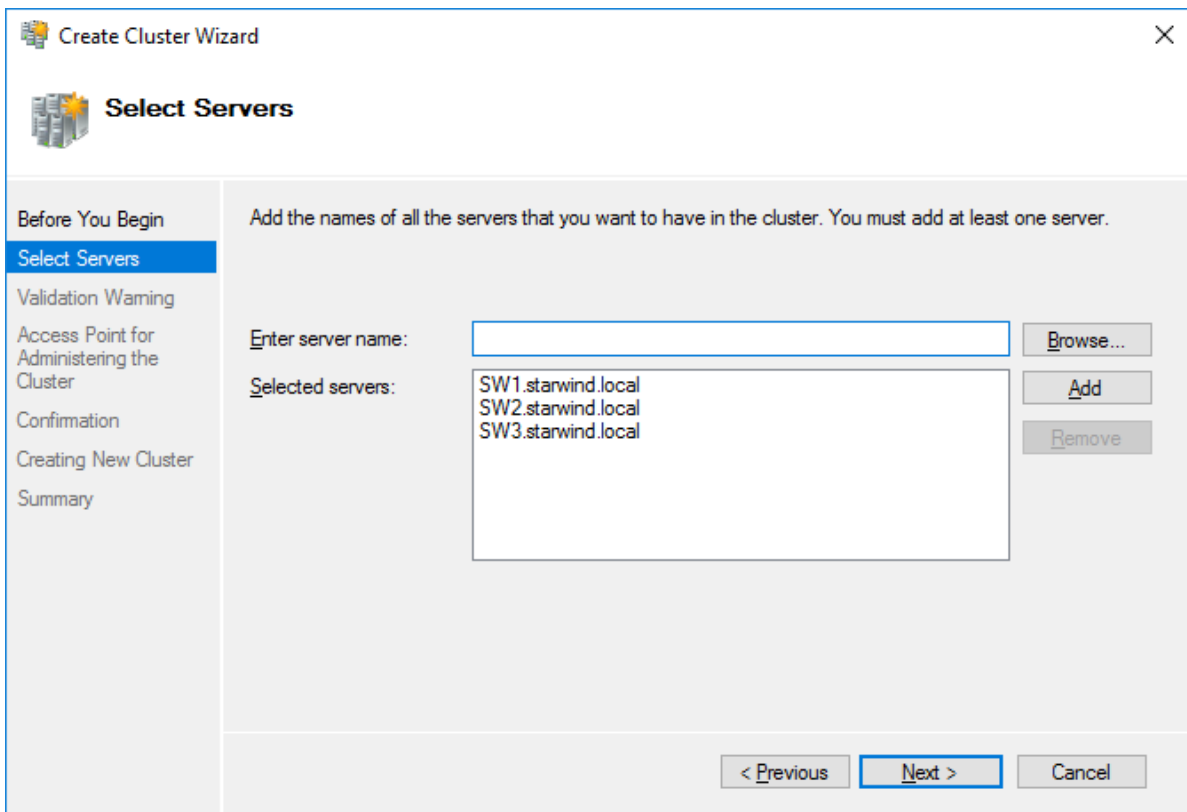 Create Cluster Wizard
Select Servers
Before You Begin
Select Servers
Validation Warning
Access Point for
Administering the
Cluster
Confirmation
Creating New Cluster
Summary
Add the names of all the servers that you want to have in the cluster. You must add at least one server.
Enter server name:
Browse...
Selected servers:
SW1.starwind.local
SW2.starwind.local
SW3.starwind.local
Add
Remove
< Previous
Next >
Cancel